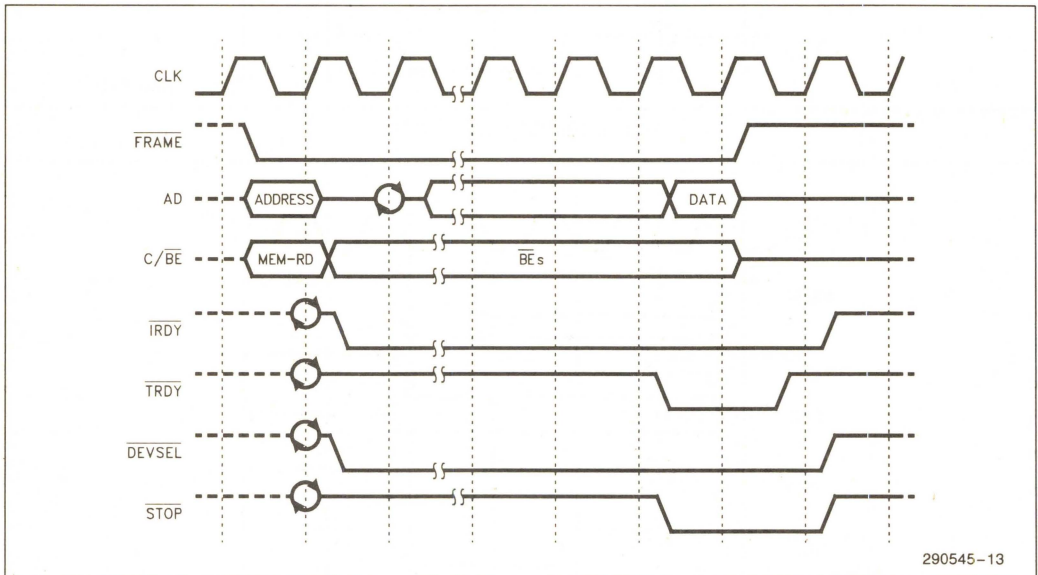 CLK
FRAME
AD ADDRESS DATA
C/BE MEM-RD BEs
IRDY
TRDY
DEVSEL
STOP
290545-13